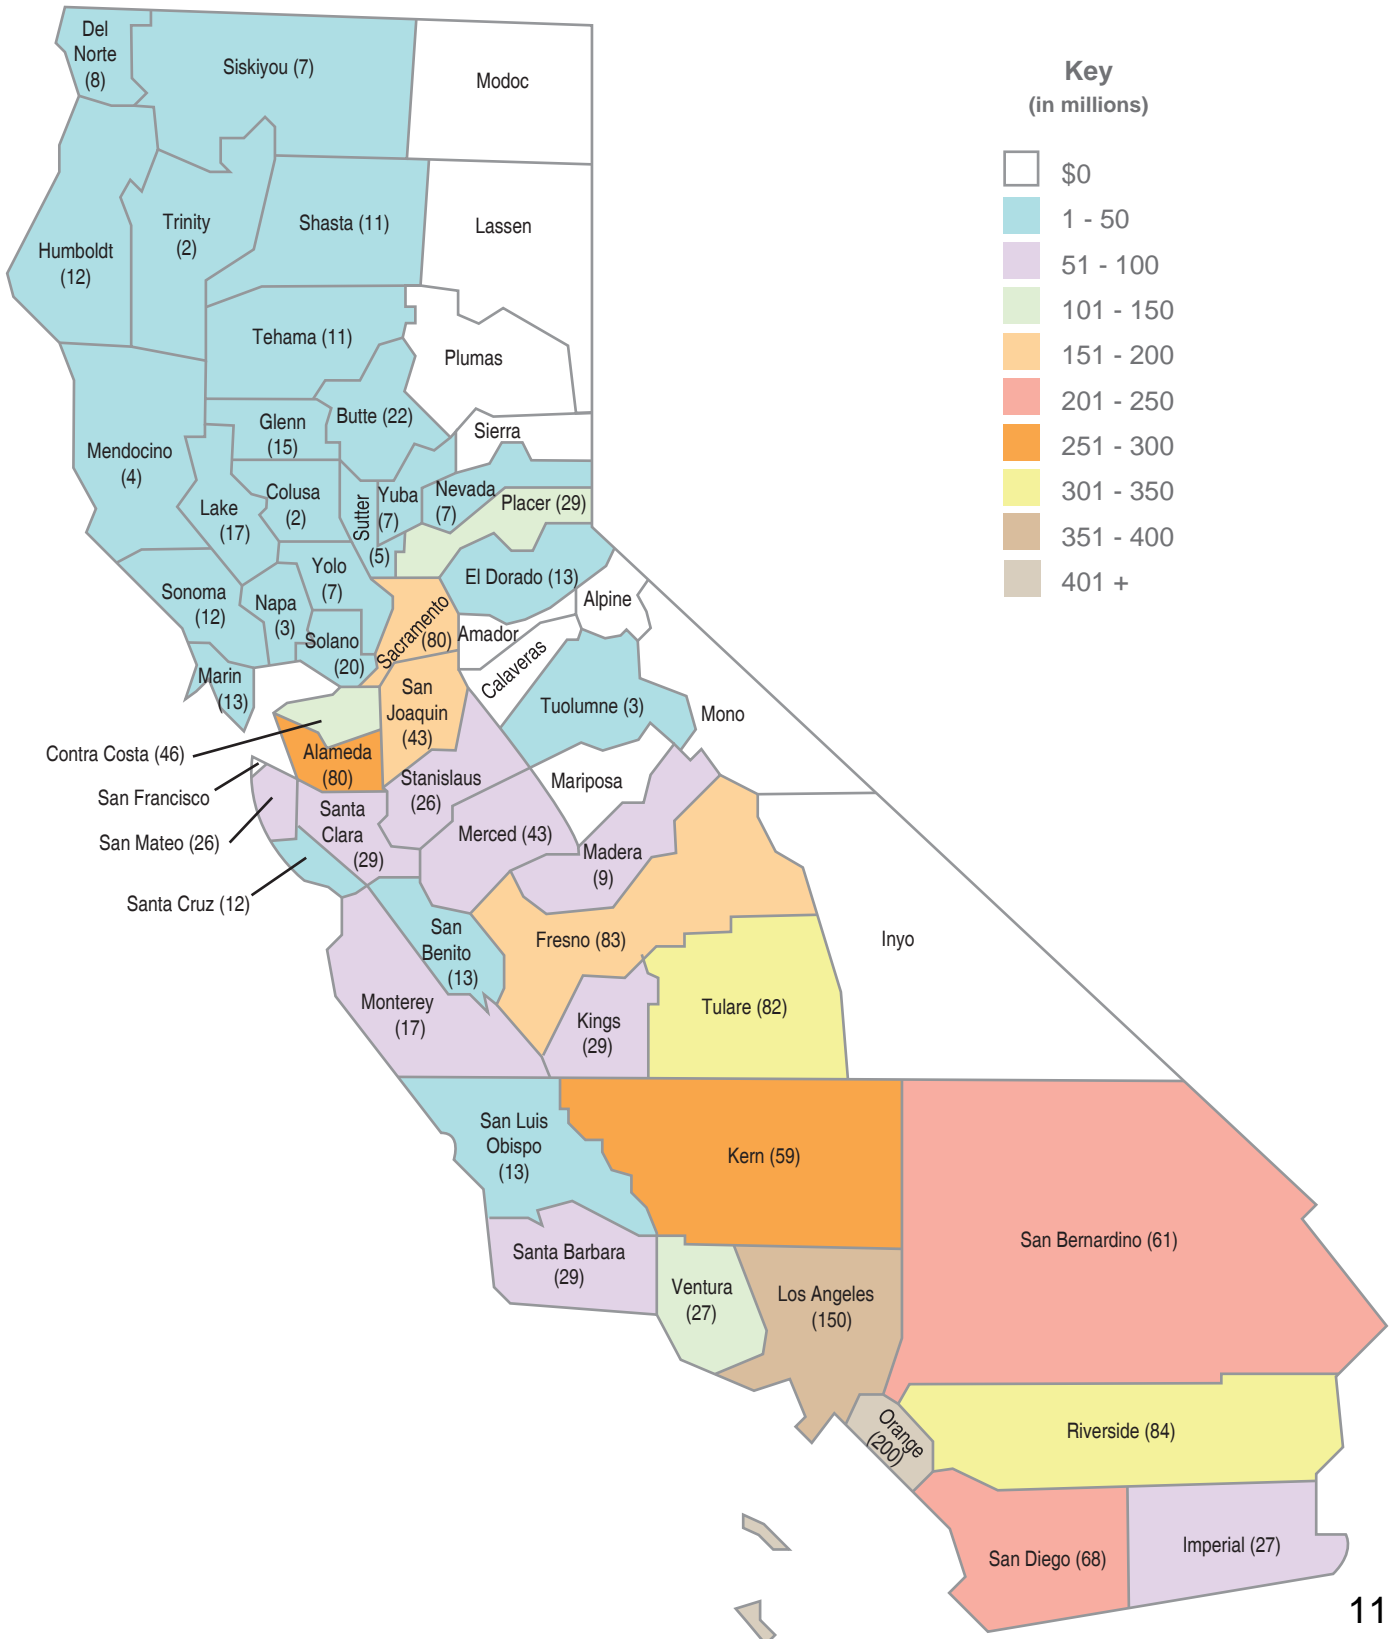 Del
Norte
(8)
Siskiyou (7)
Modoc
Key
(in millions)
$0
1 - 50
51 - 100
101 - 150
151 - 200
201 - 250
251 - 300
301 - 350
351 - 400
401 +
Humboldt
(12)
Trinity
(2)
Shasta (11)
Lassen
Tehama (11)
Plumas
Mendocino
(4)
Glenn
(15)
Butte (22)
Sierra
Lake
(17)
Colusa
(2)
Sutter
(5)
Yuba
(7)
Nevada
(7)
Placer (29)
Sonoma
(12)
Napa
(3)
Yolo
(7)
El Dorado (13)
Alpine
Solano
(20)
Sacramento
(80)
Amador
Marin
(13)
Calaveras
San
Joaquin
(43)
Tuolumne (3)
Mono
Contra Costa (46)
Alameda
(80)
Stanislaus
(26)
Mariposa
San Francisco
San Mateo (26)
Santa
Clara
(29)
Merced (43)
Madera
(9)
Santa Cruz (12)
San
Benito
(13)
Fresno (83)
Inyo
Monterey
(17)
Kings
(29)
Tulare (82)
San Luis
Obispo
(13)
Kern (59)
San Bernardino (61)
Santa Barbara
(29)
Ventura
(27)
Los Angeles
(150)
Orange
(200)
Riverside (84)
San Diego (68)
Imperial (27)
11